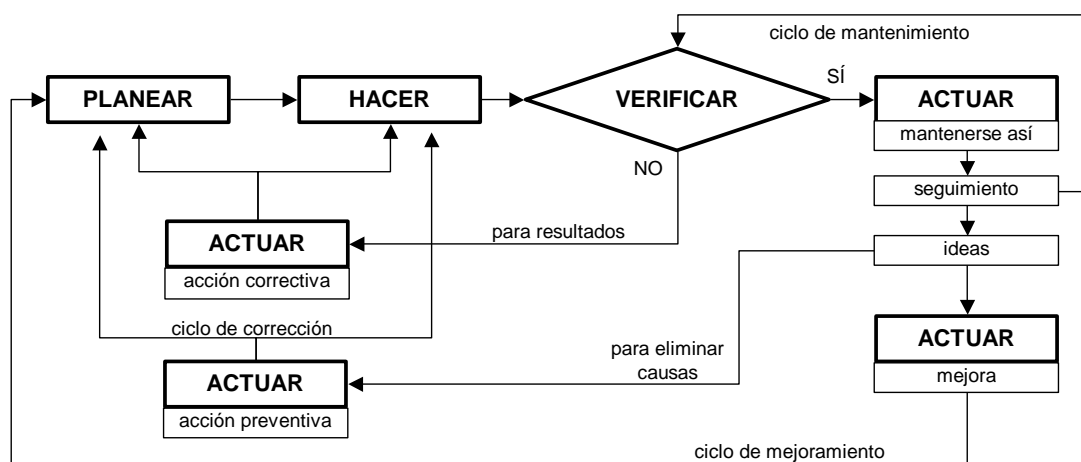 ciclo de mantenimiento
PLANEAR
HACER
VERIFICAR
SÍ
ACTUAR
mantenerse así
NO
seguimiento
para resultados
ACTUAR
acción correctiva
ideas
ciclo de corrección
ACTUAR
mejora
para eliminar
causas
ACTUAR
acción preventiva
ciclo de mejoramiento